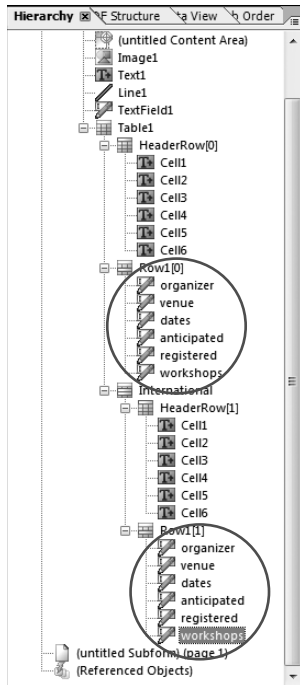 Hierarchy F Structure ta View b Order
(untitled Content Area)
Image1
Text1
Line1
TextField1
Table1
HeaderRow[0]
Cell1
Cell2
Cell3
Cell4
Cell5
Cell6
Row1[0]
organizer
venue
dates
anticipated
registered
workshops
International
HeaderRow[1]
Cell1
Cell2
Cell3
Cell4
Cell5
Cell6
Row1[1]
organizer
venue
dates
anticipated
registered
workshops
(untitled Subform) (page 1)
(Referenced Objects)